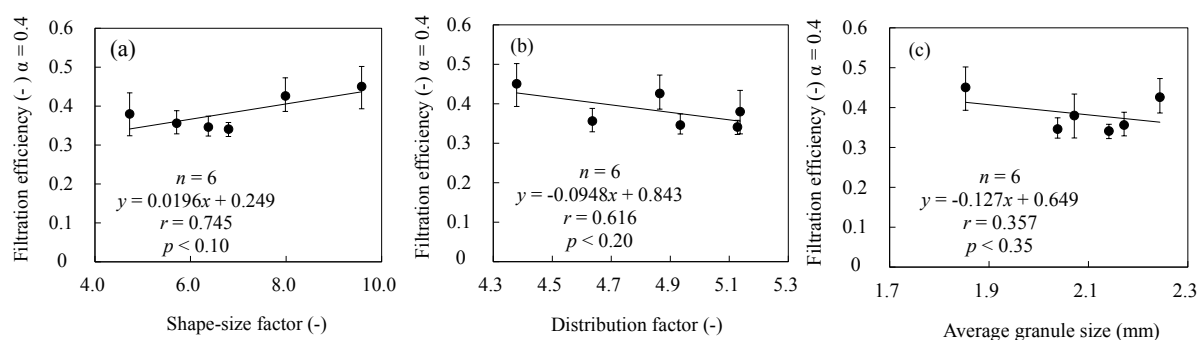 Filtration efficiency (-) α = 0.4
0.6
0.5
0.4
0.3
0.2
0.1
0
(a)
n = 6
y = 0.0196x + 0.249
r = 0.745
p < 0.10
4.0 6.0 8.0 10.0
Shape-size factor (-)
Filtration efficiency (-) α = 0.4
0.6
0.5
0.4
0.3
0.2
0.1
0
(b)
n = 6
y = -0.0948x + 0.843
r = 0.616
p < 0.20
4.3 4.5 4.7 4.9 5.1 5.3
Distribution factor (-)
Filtration efficiency (-) α = 0.4
0.6
0.5
0.4
0.3
0.2
0.1
0
(c)
n = 6
y = -0.127x + 0.649
r = 0.357
p < 0.35
1.7 1.9 2.1 2.3
Average granule size (mm)